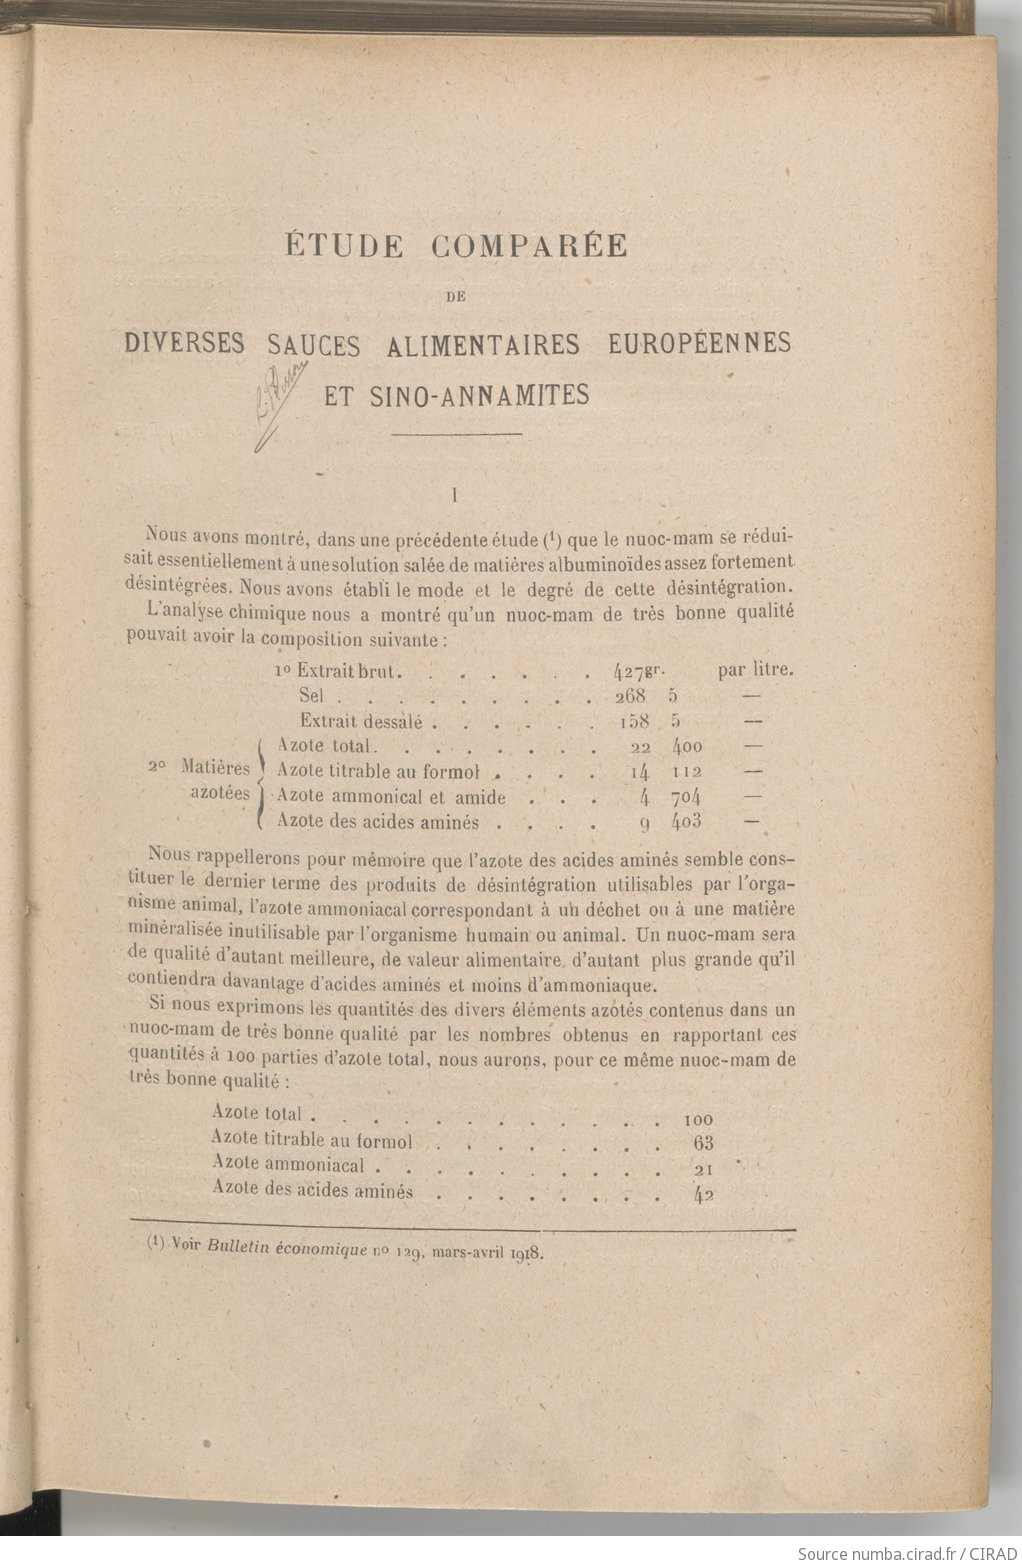 ÉTUDE COMPARÉE
DE
DIVERSES SAUCES ALIMENTAIRES EUROPÉENNES
ET SINO-ANNAMITES
I
Nous avons montré, dans une précédente étude (1) que le nuoc-mam se rédui-
sait essentiellement à une solution salée de matières albuminoïdes assez fortement
désintégrées. Nous avons établi le mode et le degré de cette désintégration.
L'analyse chimique nous a montré qu'un nuoc-mam de très bonne qualité
pouvait avoir la composition suivante :
1o Extrait brut. . . . . . . 427gr. par litre.
Sel . . . . . . . . . 268 5 —
Extrait dessalé . . . . . . 158 5 —
Azote total. . . . . . . . 22 400 —
2o Matières Azote titrable au formol . . . . 14 112 —
azotées Azote ammonical et amide . . . 4 704 —
Azote des acides aminés . . . . 9 403 —
Nous rappellerons pour mémoire que l'azote des acides aminés semble cons-
tituer le dernier terme des produits de désintégration utilisables par l'orga-
nisme animal, l'azote ammoniacal correspondant à un déchet ou à une matière
minéralisée inutilisable par l'organisme humain ou animal. Un nuoc-mam sera
de qualité d'autant meilleure, de valeur alimentaire d'autant plus grande qu'il
contiendra davantage d'acides aminés et moins d'ammoniaque.
Si nous exprimons les quantités des divers éléments azotés contenus dans un
nuoc-mam de très bonne qualité par les nombres obtenus en rapportant ces
quantités à 100 parties d'azote total, nous aurons, pour ce même nuoc-mam de
très bonne qualité :
Azote total . . . . . . . . . . . . 100
Azote titrable au formol . . . . . . . . 63
Azote ammoniacal . . . . . . . . . . 21
Azote des acides aminés . . . . . . . . 42
(1) Voir Bulletin économique no 129, mars-avril 1918.
Source numba.cirad.fr / CIRAD